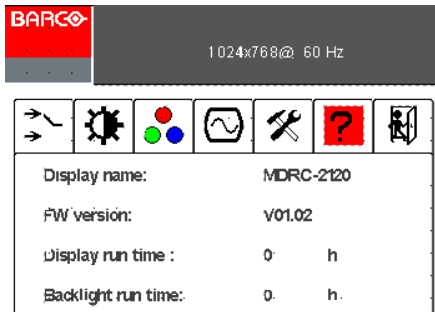 BARCO
1024x768@ 60 Hz
?
Display name: MDRC-2120
FW version: V01.02
Display run time : 0 h
Backlight run time: 0 h